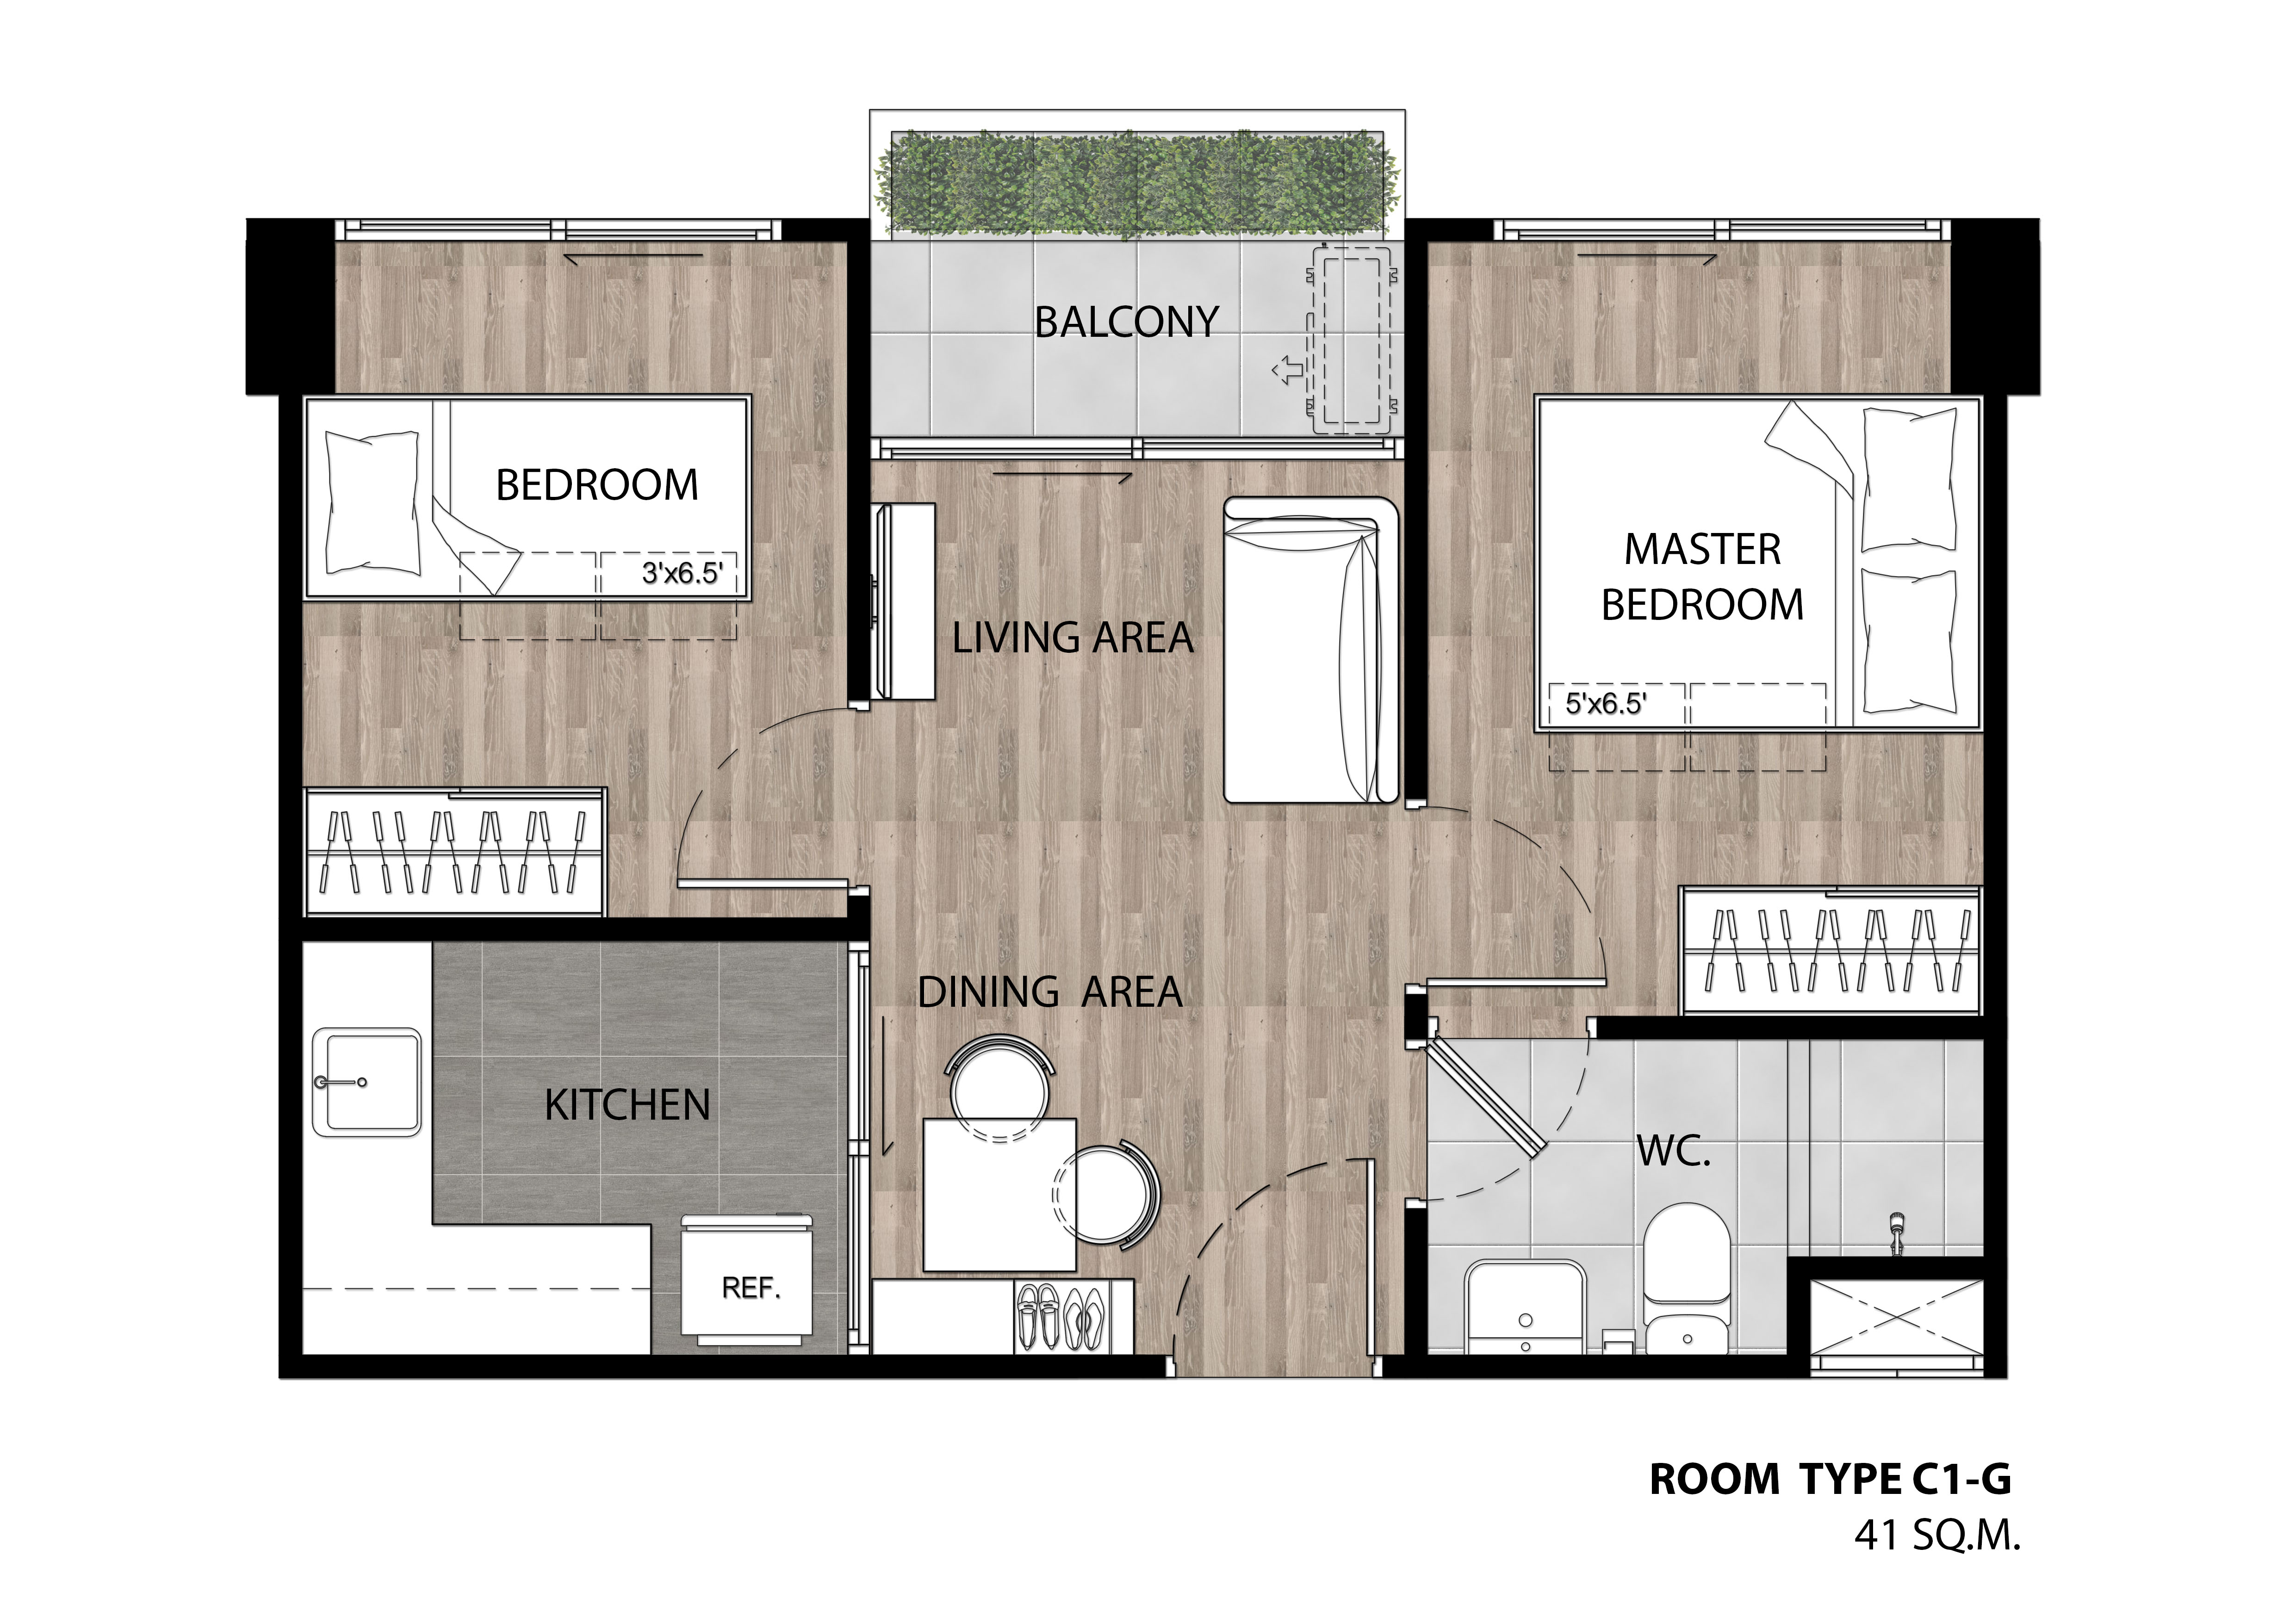 BALCONY
BEDROOM
3'x6.5'
LIVING AREA
MASTER
BEDROOM
5'x6.5'
DINING AREA
KITCHEN
WC.
REF.
ROOM TYPE C1-G
41 SQ.M.